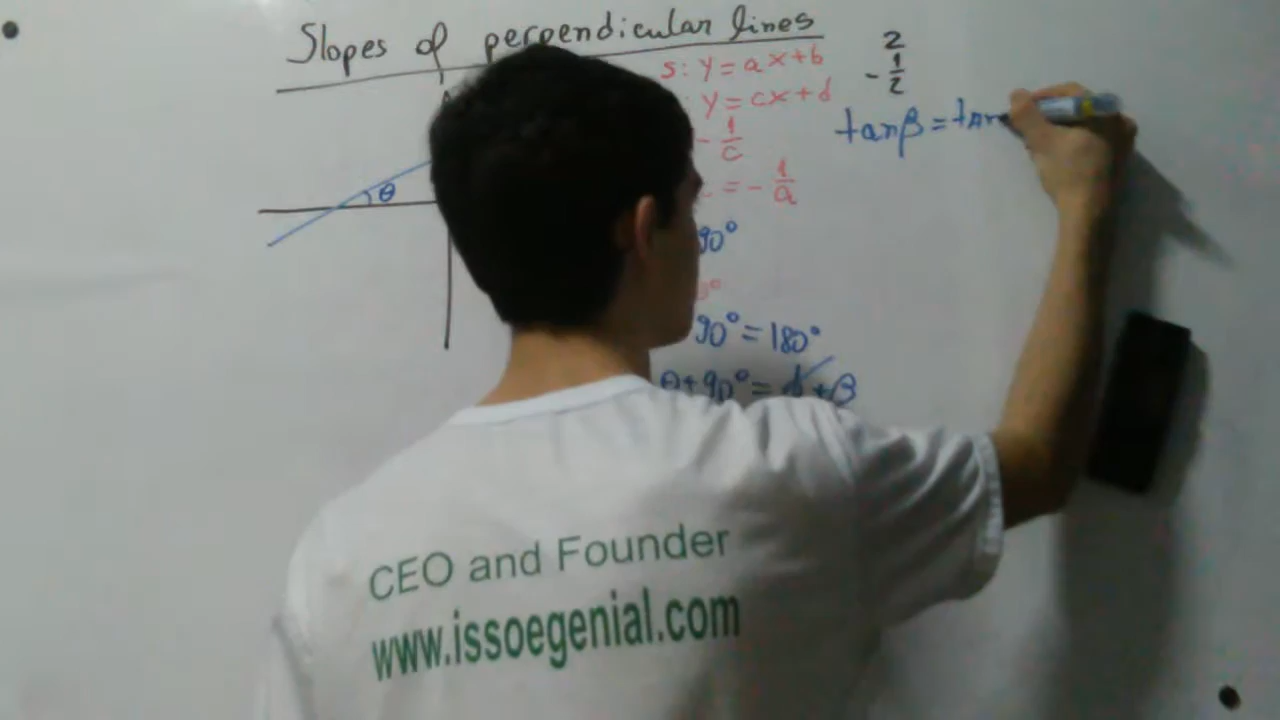 Slopes of perpendicular lines
s: y = ax + b
: y = cx + d
- 1/c
= - 1/a
2
- 1/2
tanβ = tan
θ
90°
0°
90° = 180°
θ + 90° = α + β
CEO and Founder
www.issoegenial.com